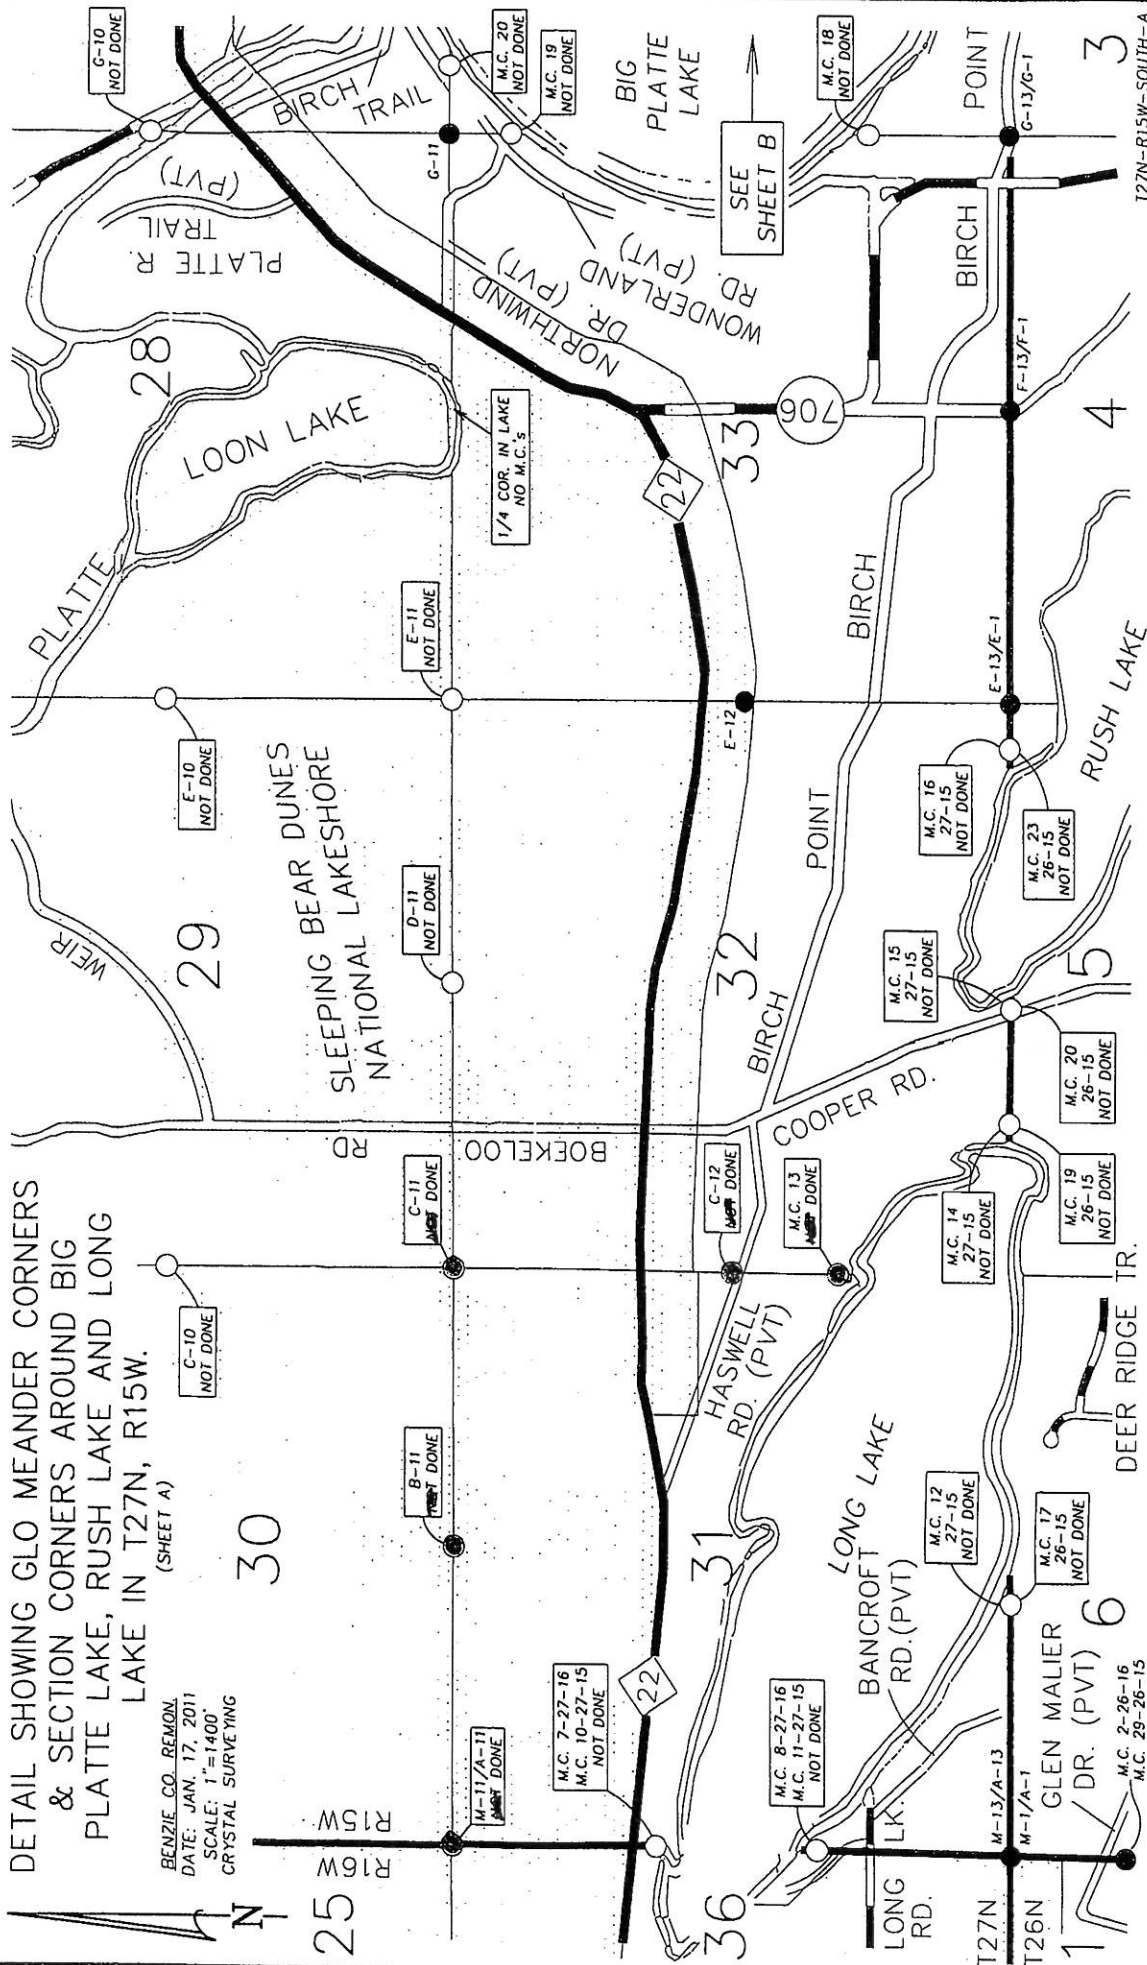 DETAIL SHOWING GLO MEANDER CORNERS
& SECTION CORNERS AROUND BIG
PLATTE LAKE, RUSH LAKE AND LONG
LAKE IN T27N, R15W.
(SHEET A)
BENZIE CO. REMON.
DATE: JAN. 17, 2011
SCALE: 1"=1400'
CRYSTAL SURVEYING
N
25
R16W
R15W
30
C-10
NOT DONE
B-11
DONE
C-11
DONE
M-11/A-11
DONE
RD
BOEKELOO
WEIR
29
SLEEPING BEAR DUNES
NATIONAL LAKESHORE
E-10
NOT DONE
D-11
NOT DONE
E-11
NOT DONE
PLATTE
LOON LAKE
28
1/4 COR. IN LAKE
NO M.C.'s
PLATTE R.
TRAIL
(PVT)
G-10
NOT DONE
BIRCH
TRAIL
G-11
M.C. 20
NOT DONE
M.C. 19
NOT DONE
BIG
PLATTE
LAKE
NORTHWIND
DR. (PVT)
WONDERLAND
RD. (PVT)
SEE
SHEET B
M.C. 18
NOT DONE
M.C. 7-27-16
M.C. 10-27-15
NOT DONE
22
36
31
HASWELL
RD. (PVT)
C-12
DONE
M.C. 13
DONE
32
BIRCH
POINT
COOPER RD.
E-12
22
33
706
BIRCH
BIRCH
POINT
M.C. 8-27-16
M.C. 11-27-15
NOT DONE
LONG LK
RD.
BANCROFT
RD.(PVT)
LONG LAKE
M.C. 12
27-15
NOT DONE
M.C. 17
26-15
NOT DONE
M.C. 14
27-15
NOT DONE
M.C. 19
26-15
NOT DONE
M.C. 15
27-15
NOT DONE
M.C. 20
26-15
NOT DONE
M.C. 16
27-15
NOT DONE
M.C. 23
26-15
NOT DONE
RUSH LAKE
E-13/E-1
F-13/F-1
G-13/G-1
T27N
T26N
M-13/A-13
M-1/A-1
1
GLEN MALIER
DR. (PVT)
M.C. 2-26-16
M.C. 29-26-15
6
DEER RIDGE TR.
5
4
3
T27N-R15W-SOUTH-A